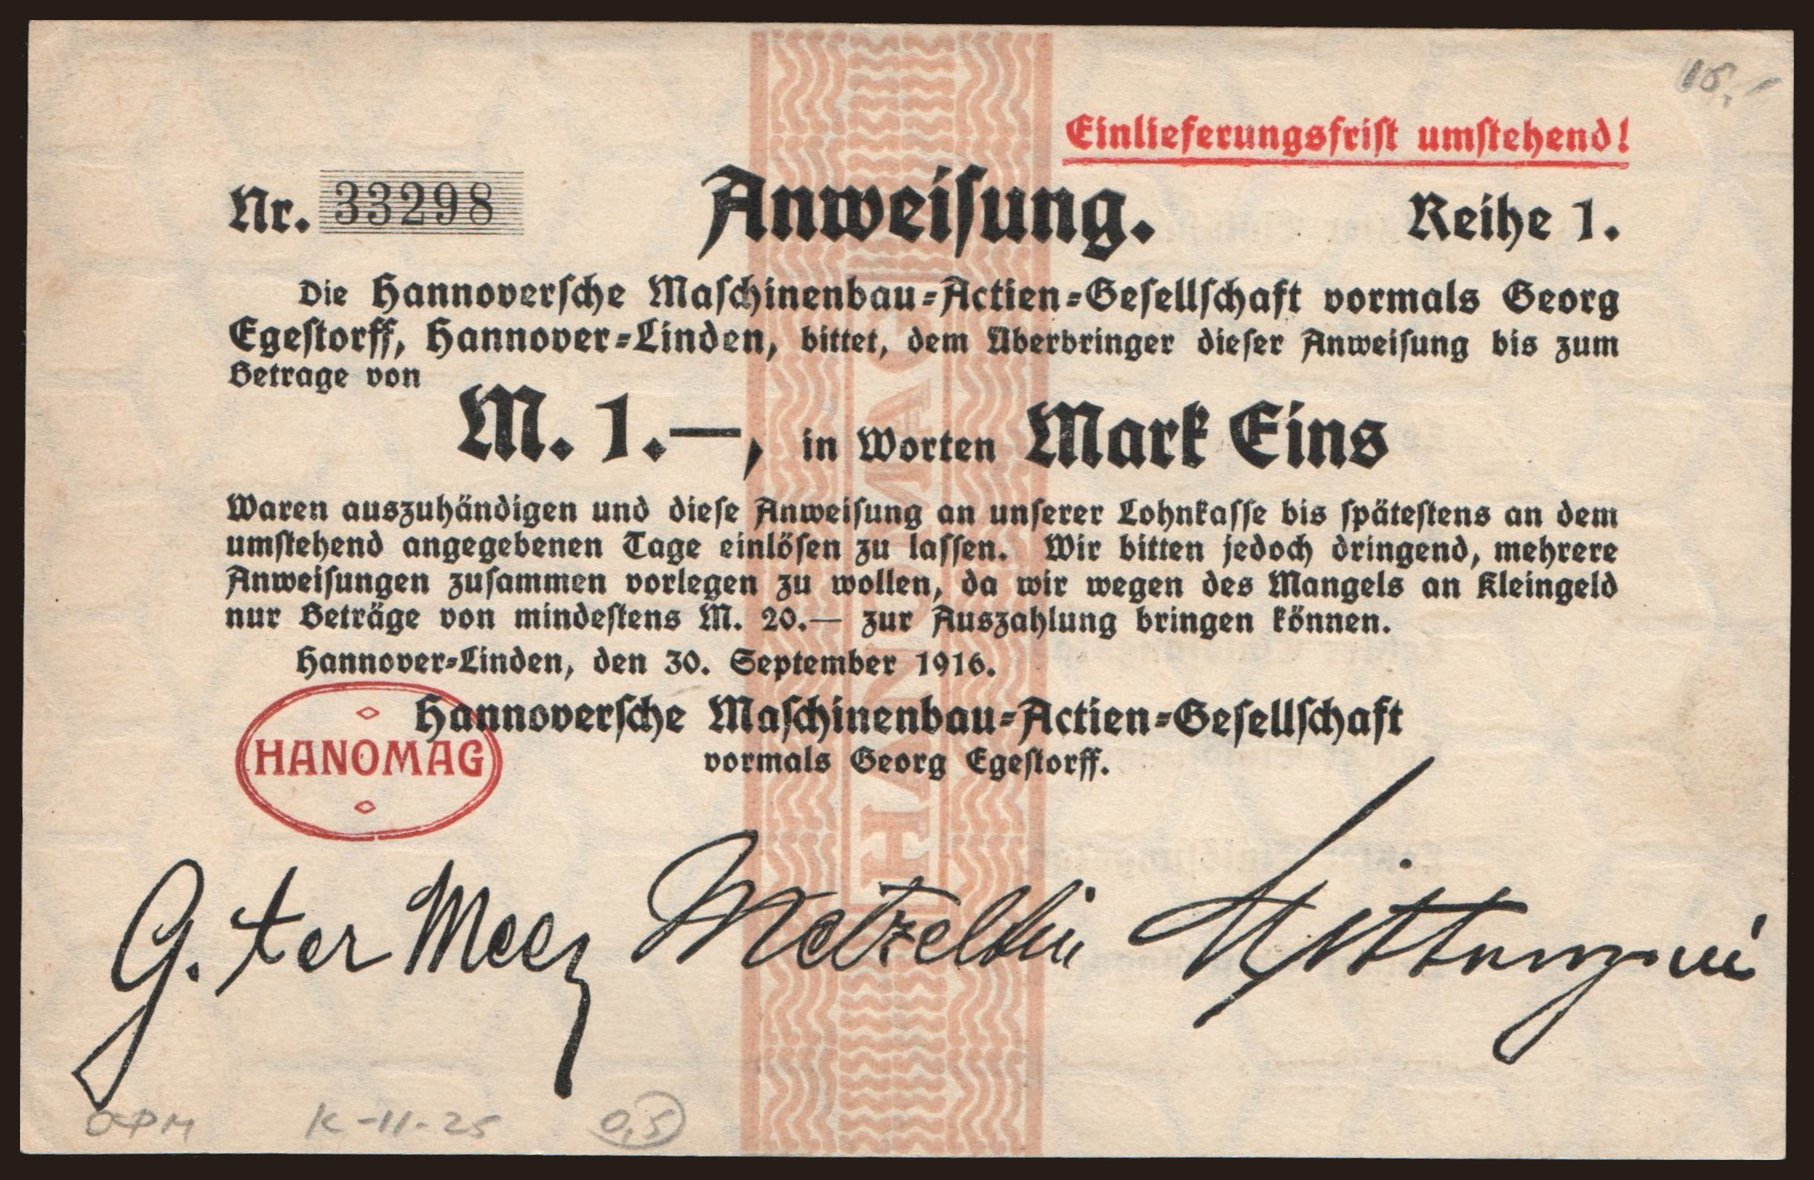 18,-
Einlieferungsfrist umstehend!
Nr. 33298 Anweisung. Reihe 1.
Die Hannoversche Maschinenbau=Actien=Gesellschaft vormals Georg
Egestorff, Hannover=Linden, bittet, dem Überbringer dieser Anweisung bis zum
Betrage von
M. 1.—, in Worten Mark Eins
Waren auszuhändigen und diese Anweisung an unserer Lohnkasse bis spätestens an dem
umstehend angegebenen Tage einlösen zu lassen. Wir bitten jedoch dringend, mehrere
Anweisungen zusammen vorlegen zu wollen, da wir wegen des Mangels an Kleingeld
nur Beträge von mindestens M. 20.— zur Auszahlung bringen können.
Hannover=Linden, den 30. September 1916.
Hannoversche Maschinenbau=Actien=Gesellschaft
vormals Georg Egestorff.
HANOMAG
HANOMAG
G. ter Meer Metzeltin
OPM K-11-25 0,5